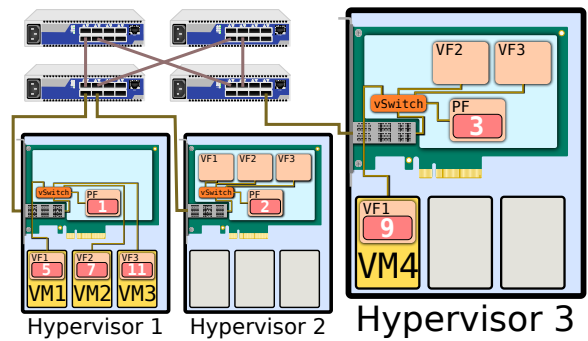 VF2
VF3
vSwitch
PF
3
VF1
9
VM4
Hypervisor 3
vSwitch
PF
1
VF1
5
VM1
VF2
7
VM2
VF3
11
VM3
Hypervisor 1
VF1
VF2
VF3
vSwitch
PF
2
Hypervisor 2